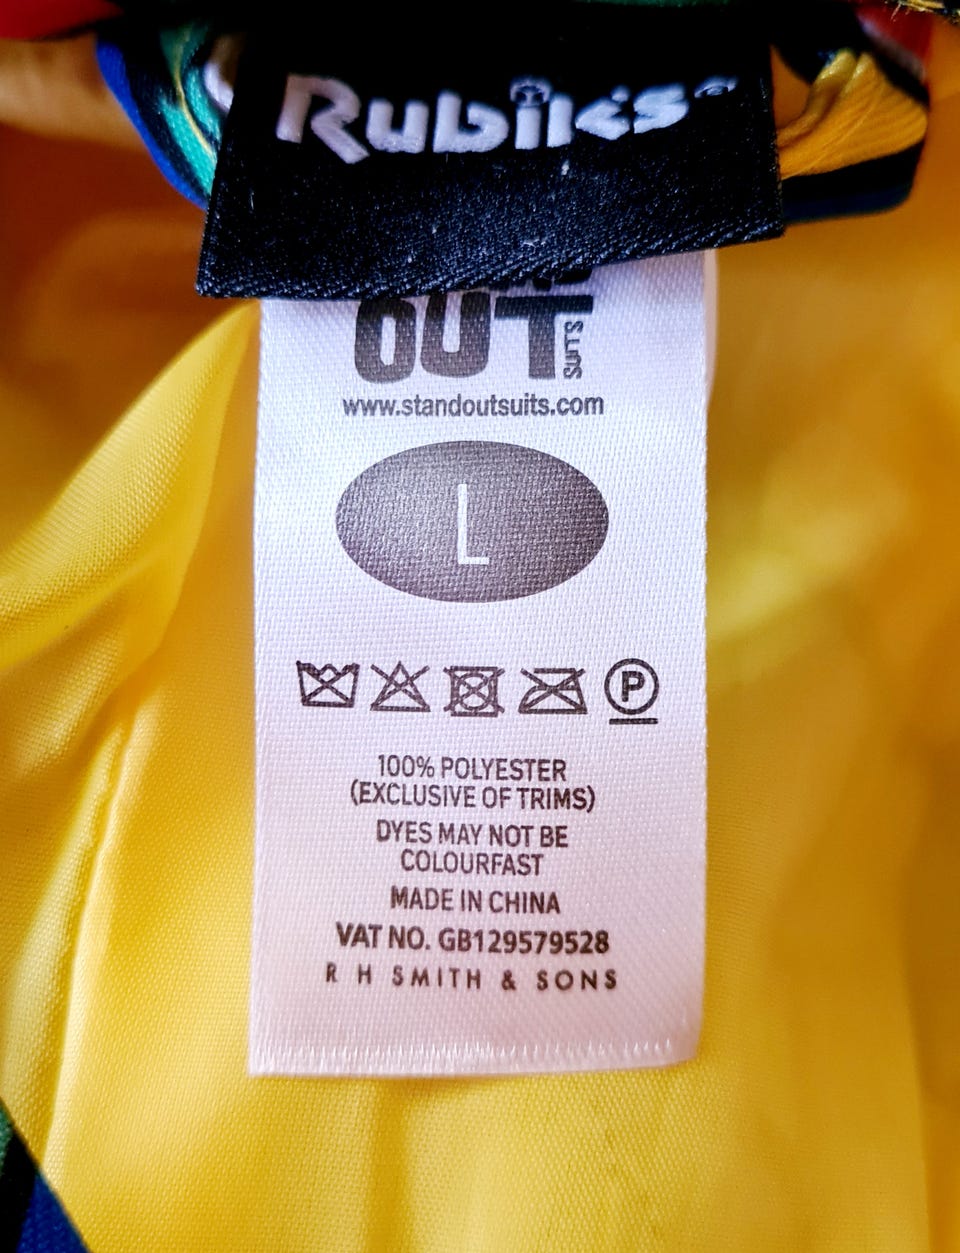 Rubik's®
OUT
SUITS
www.standoutsuits.com
L
P
100% POLYESTER
(EXCLUSIVE OF TRIMS)
DYES MAY NOT BE
COLOURFAST
MADE IN CHINA
VAT NO. GB129579528
R H SMITH & SONS